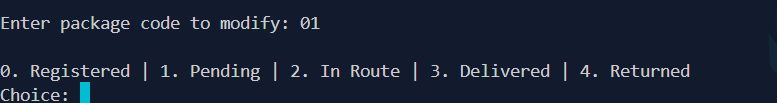 Enter package code to modify: 01
0. Registered | 1. Pending | 2. In Route | 3. Delivered | 4. Returned
Choice: